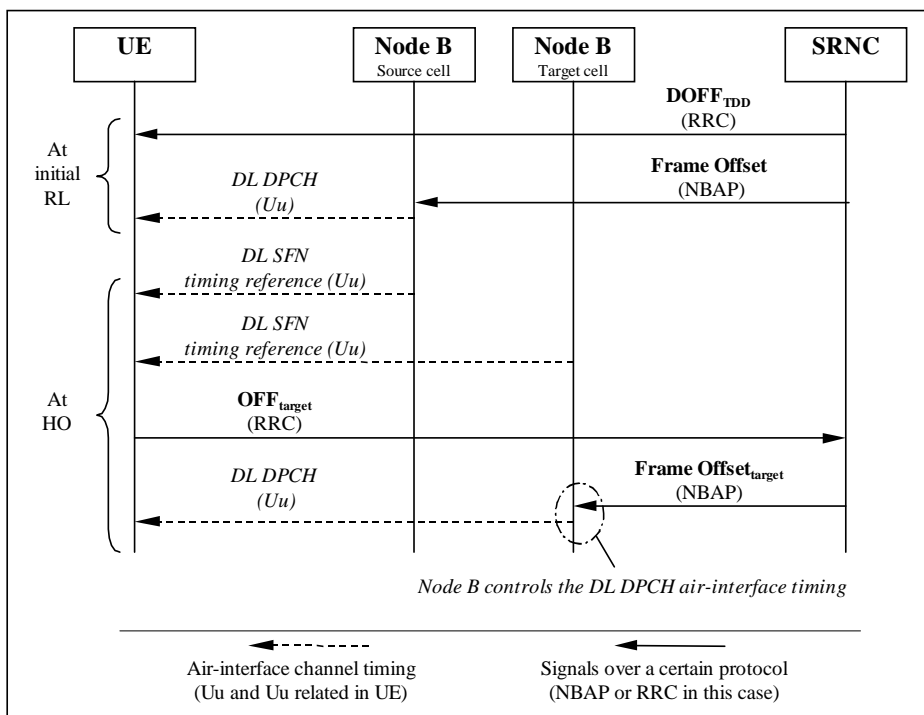 UE
Node B
Source cell
Node B
Target cell
SRNC
DOFFTDD
(RRC)
At
initial
RL
Frame Offset
(NBAP)
DL DPCH
(Uu)
DL SFN
timing reference (Uu)
DL SFN
timing reference (Uu)
At
HO
OFFtarget
(RRC)
Frame Offsettarget
(NBAP)
DL DPCH
(Uu)
Node B controls the DL DPCH air-interface timing
Air-interface channel timing
(Uu and Uu related in UE)
Signals over a certain protocol
(NBAP or RRC in this case)